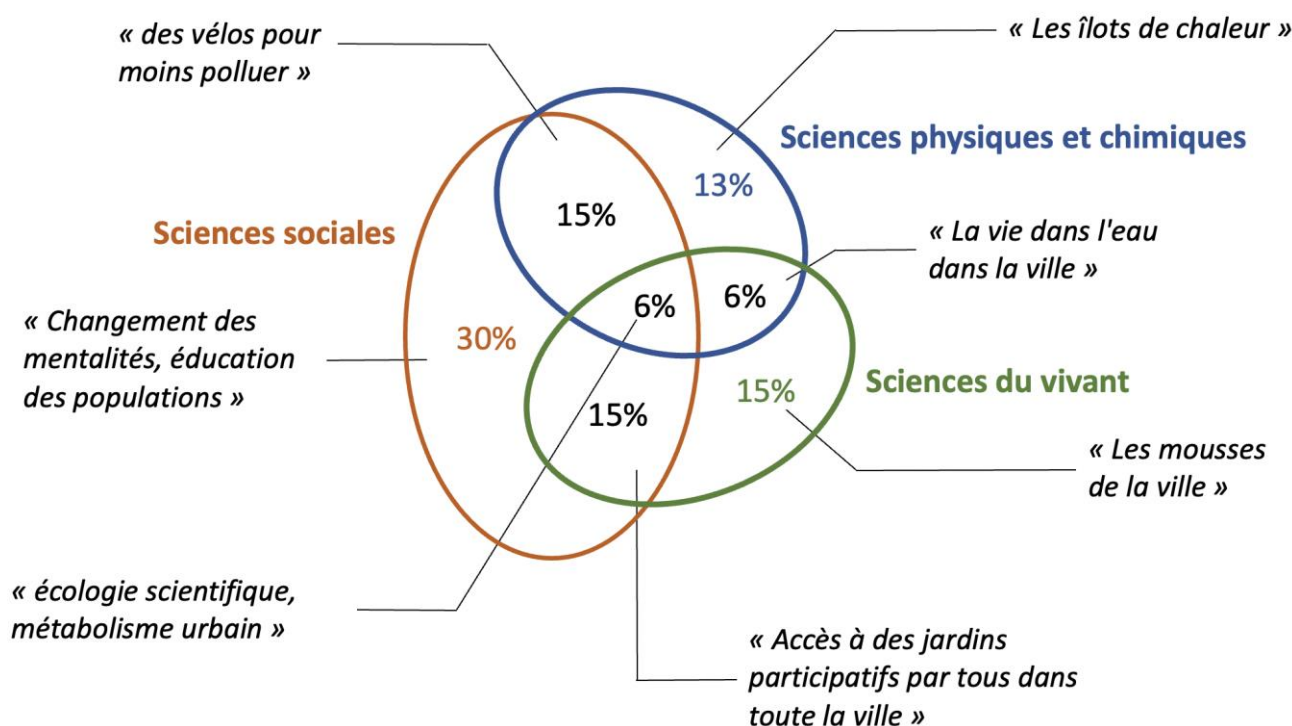 « des vélos pour
moins polluer »
« Les îlots de chaleur »
Sciences physiques et chimiques
13%
15%
Sciences sociales
« La vie dans l'eau
dans la ville »
6%
6%
« Changement des
mentalités, éducation
des populations »
30%
Sciences du vivant
15%
15%
« Les mousses
de la ville »
« écologie scientifique,
métabolisme urbain »
« Accès à des jardins
participatifs par tous dans
toute la ville »